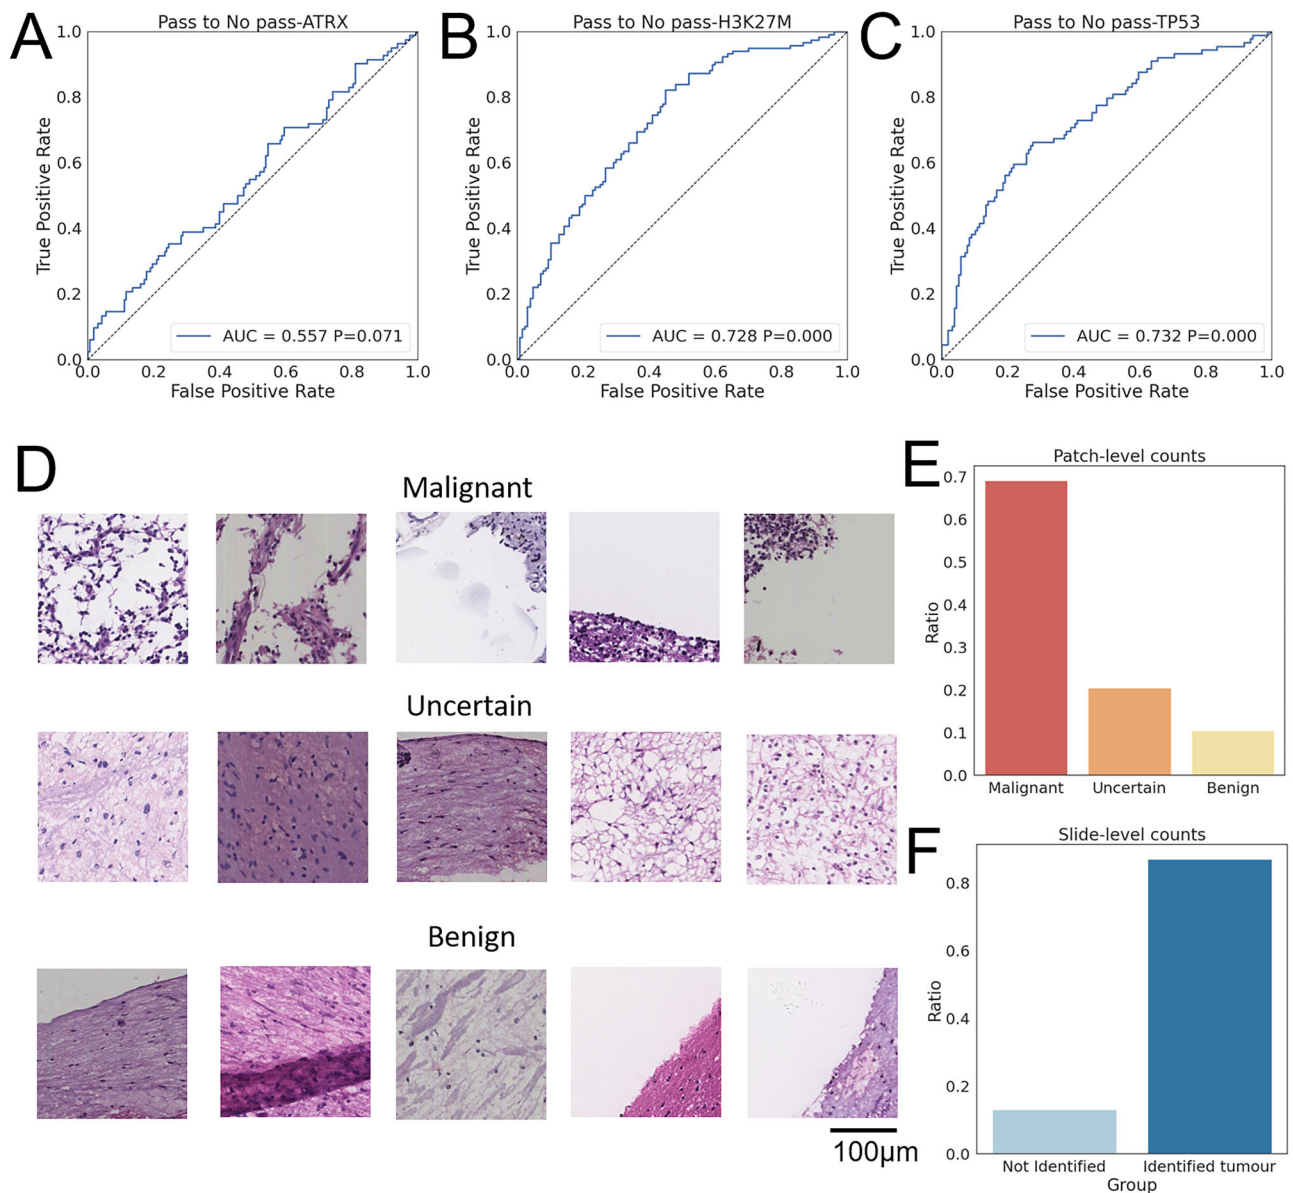 A
Pass to No pass-ATRX
1.0
0.8
0.6
0.4
0.2
0.0
True Positive Rate
AUC = 0.557 P=0.071
0.0 0.2 0.4 0.6 0.8 1.0
False Positive Rate
B
Pass to No pass-H3K27M
1.0
0.8
0.6
0.4
0.2
0.0
True Positive Rate
AUC = 0.728 P=0.000
0.0 0.2 0.4 0.6 0.8 1.0
False Positive Rate
C
Pass to No pass-TP53
1.0
0.8
0.6
0.4
0.2
0.0
True Positive Rate
AUC = 0.732 P=0.000
0.0 0.2 0.4 0.6 0.8 1.0
False Positive Rate
D
Malignant
Uncertain
Benign
100μm
E
Patch-level counts
0.7
0.6
0.5
0.4
0.3
0.2
0.1
0.0
Ratio
Malignant Uncertain Benign
F
Slide-level counts
0.8
0.6
0.4
0.2
0.0
Ratio
Not Identified Identified tumour
Group